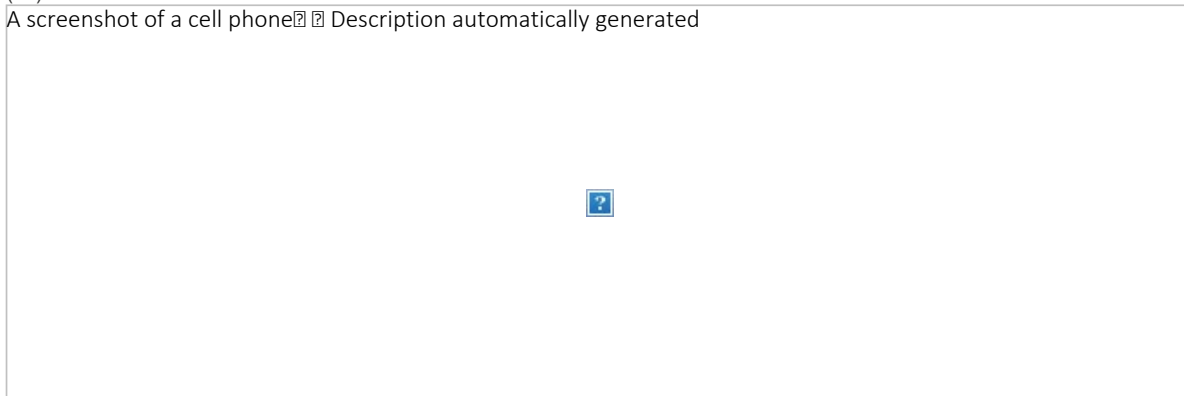 A screenshot of a cell phone⍰ ⍰ Description automatically generated
?